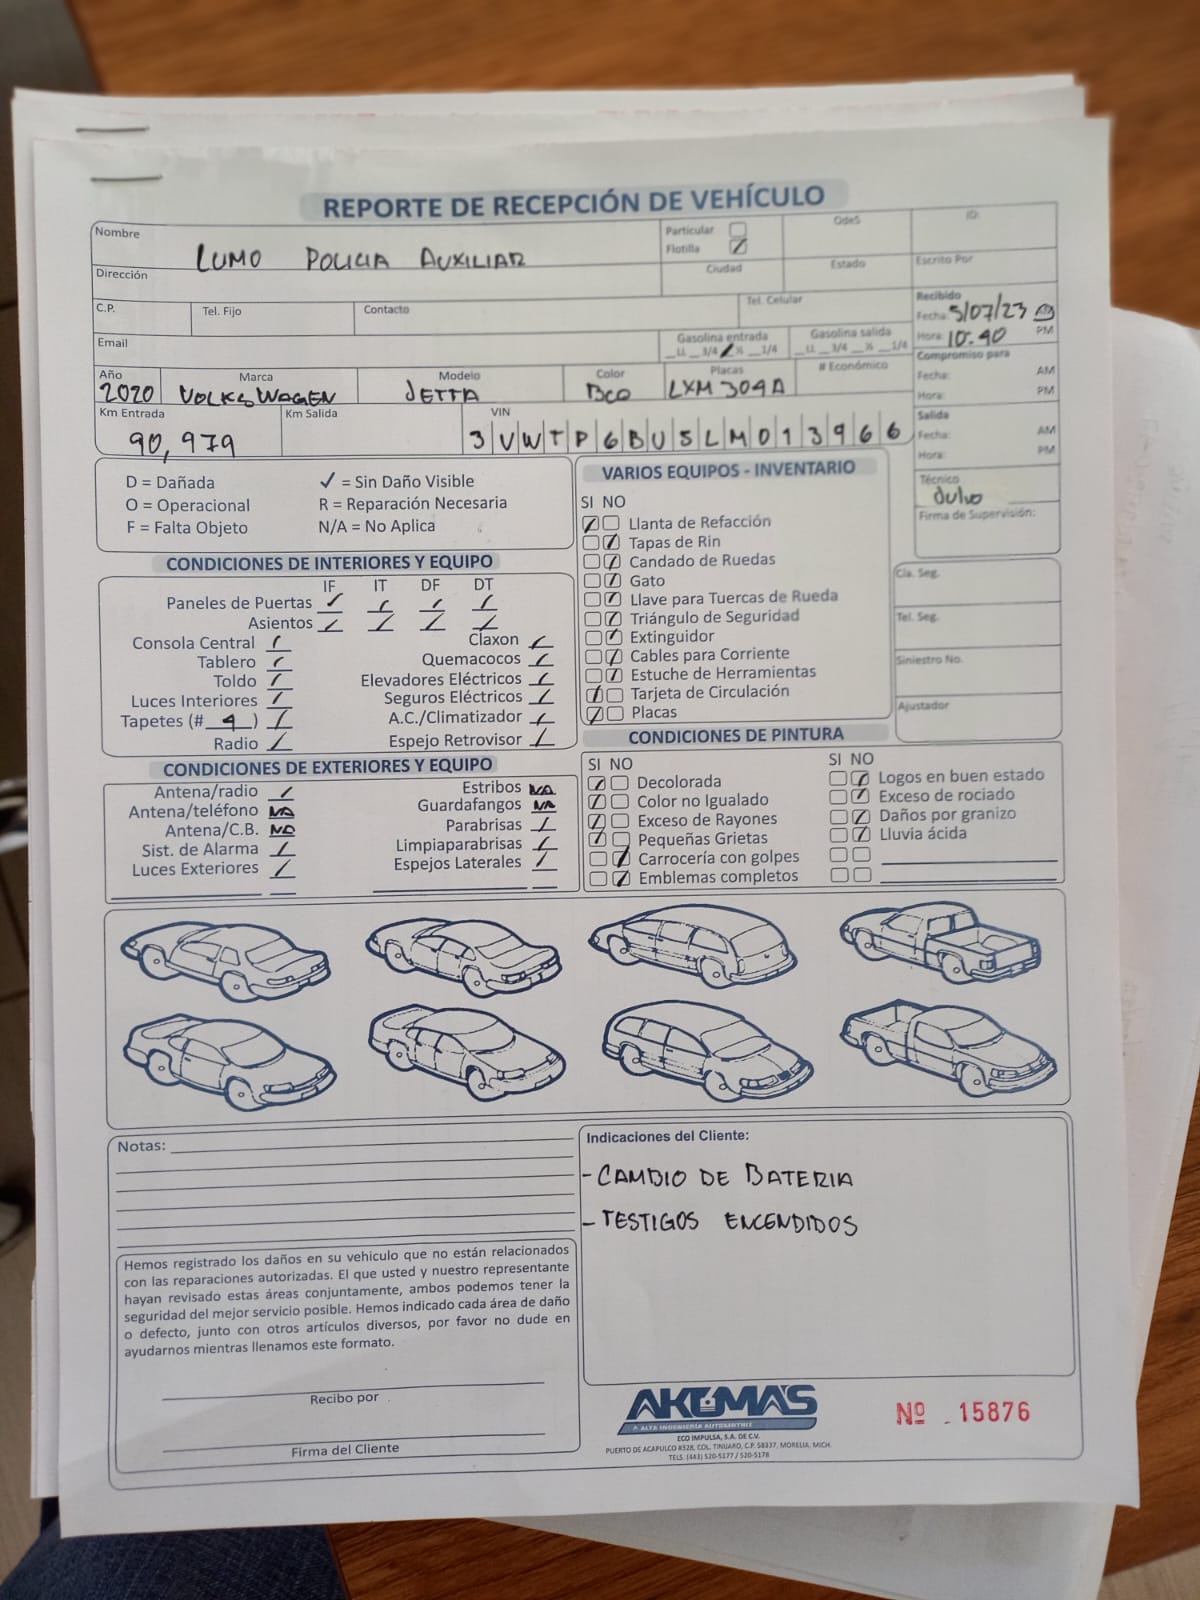 REPORTE DE RECEPCIÓN DE VEHÍCULO
Nombre LUMO POLICIA AUXILIAR
Particular
Flotilla
OdeS
ID:
Dirección
Ciudad Estado Escrito Por
C.P. Tel. Fijo Contacto Tel. Celular
Recibido
Fecha: 5/07/23
Hora: 10:40 PM
Email
Gasolina entrada
LL 3/4 ½ 1/4
Gasolina salida
LL 3/4 ½ 1/4
Compromiso para
Fecha: AM
Hora: PM
Año Marca Modelo Color Placas # Económico
2020 VOLKSWAGEN JETTA BCO LXM 304A
Km Entrada Km Salida VIN
90,979 3VWTP6BU5LM013966
Salida
Fecha: AM
Hora: PM
Técnico
Julio
Firma de Supervisión:
D = Dañada ✓ = Sin Daño Visible
O = Operacional R = Reparación Necesaria
F = Falta Objeto N/A = No Aplica
CONDICIONES DE INTERIORES Y EQUIPO
IF IT DF DT
Paneles de Puertas
Asientos
Consola Central Claxon
Tablero Quemacocos
Toldo Elevadores Eléctricos
Luces Interiores Seguros Eléctricos
Tapetes (# 4 ) A.C./Climatizador
Radio Espejo Retrovisor
CONDICIONES DE EXTERIORES Y EQUIPO
Antena/radio Estribos NA
Antena/teléfono NA Guardafangos NA
Antena/C.B. NA Parabrisas
Sist. de Alarma Limpiaparabrisas
Luces Exteriores Espejos Laterales
VARIOS EQUIPOS - INVENTARIO
SI NO
Llanta de Refacción
Tapas de Rin
Candado de Ruedas
Gato
Llave para Tuercas de Rueda
Triángulo de Seguridad
Extinguidor
Cables para Corriente
Estuche de Herramientas
Tarjeta de Circulación
Placas
Cia. Seg.
Tel. Seg.
Siniestro No.
Ajustador
CONDICIONES DE PINTURA
SI NO SI NO
Decolorada Logos en buen estado
Color no Igualado Exceso de rociado
Exceso de Rayones Daños por granizo
Pequeñas Grietas Lluvia ácida
Carrocería con golpes
Emblemas completos
Notas:
Indicaciones del Cliente:
- CAMBIO DE BATERIA
- TESTIGOS ENCENDIDOS
Hemos registrado los daños en su vehiculo que no están relacionados
con las reparaciones autorizadas. El que usted y nuestro representante
hayan revisado estas áreas conjuntamente, ambos podemos tener la
seguridad del mejor servicio posible. Hemos indicado cada área de daño
o defecto, junto con otros artículos diversos, por favor no dude en
ayudarnos mientras llenamos este formato.
Recibo por
Firma del Cliente
AKUMA'S
ALTA INGENIERÍA AUTOMOTRIZ
ECO IMPULSA, S.A. DE C.V.
PUERTO DE ACAPULCO #328, COL. TINIJARO, C.P. 58337, MORELIA, MICH.
TELS. (443) 520-5177 / 520-5178
Nº 15876